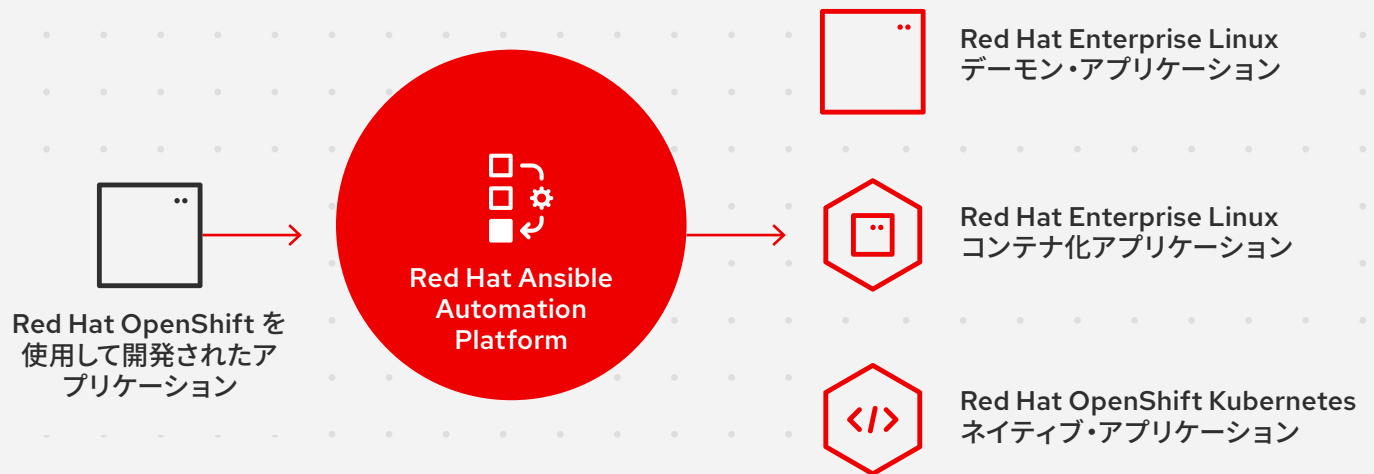 Red Hat Enterprise Linux
デーモン・アプリケーション
Red Hat Ansible
Automation
Platform
Red Hat Enterprise Linux
コンテナ化アプリケーション
Red Hat OpenShift を
使用して開発されたア
プリケーション
Red Hat OpenShift Kubernetes
ネイティブ・アプリケーション